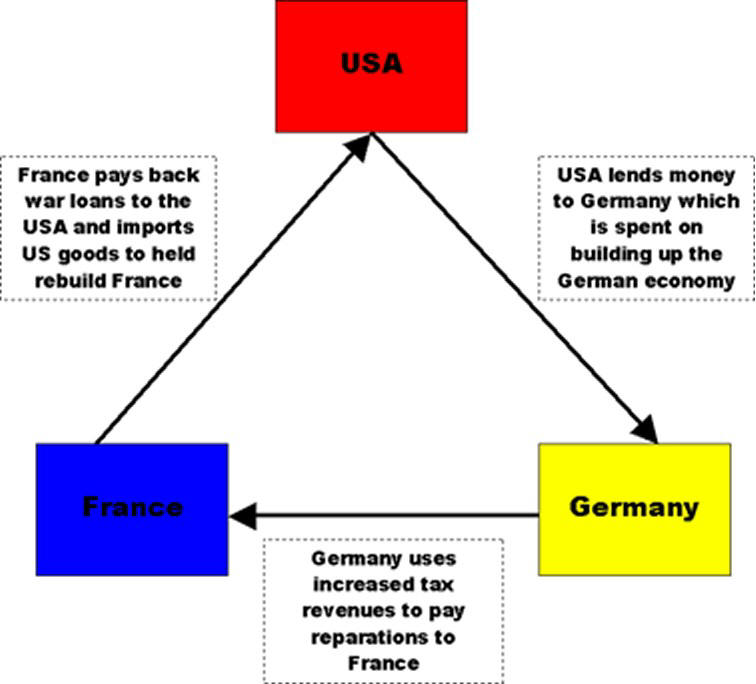 USA
France pays back
war loans to the
USA and imports
US goods to held
rebuild France
USA lends money
to Germany which
is spent on
building up the
German economy
France
Germany
Germany uses
increased tax
revenues to pay
reparations to
France